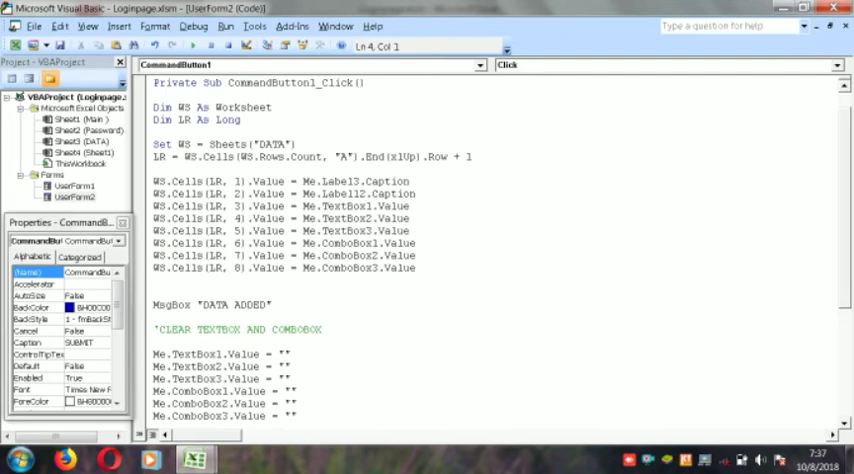 Microsoft Visual Basic - Loginpage.xlsm - [UserForm2 (Code)]
File Edit View Insert Format Debug Run Tools Add-Ins Window Help
Type a question for help
Ln 4, Col 1
Project - VBAProject
CommandButton1
Click
VBAProject (Loginpage.
Microsoft Excel Objects
Sheet1 (Main )
Sheet2 (Password)
Sheet3 (DATA)
Sheet4 (Sheet1)
ThisWorkbook
Forms
UserForm1
UserForm2
Properties - CommandB...
CommandBut CommandBu
Alphabetic Categorized
(Name) CommandBu
Accelerator
AutoSize False
BackColor &H00C00
BackStyle 1 - fmBackSt
Cancel False
Caption SUBMIT
ControlTipTex
Default False
Enabled True
Font Times New F
ForeColor &H80000
Private Sub CommandButton1_Click()
Dim WS As Worksheet
Dim LR As Long
Set WS = Sheets("DATA")
LR = WS.Cells(WS.Rows.Count, "A").End(xlUp).Row + 1
WS.Cells(LR, 1).Value = Me.Label3.Caption
WS.Cells(LR, 2).Value = Me.Label12.Caption
WS.Cells(LR, 3).Value = Me.TextBox1.Value
WS.Cells(LR, 4).Value = Me.TextBox2.Value
WS.Cells(LR, 5).Value = Me.TextBox3.Value
WS.Cells(LR, 6).Value = Me.ComboBox1.Value
WS.Cells(LR, 7).Value = Me.ComboBox2.Value
WS.Cells(LR, 8).Value = Me.ComboBox3.Value
MsgBox "DATA ADDED"
'CLEAR TEXTBOX AND COMBOBOX
Me.TextBox1.Value = ""
Me.TextBox2.Value = ""
Me.TextBox3.Value = ""
Me.ComboBox1.Value = ""
Me.ComboBox2.Value = ""
Me.ComboBox3.Value = ""
7:37
10/8/2018